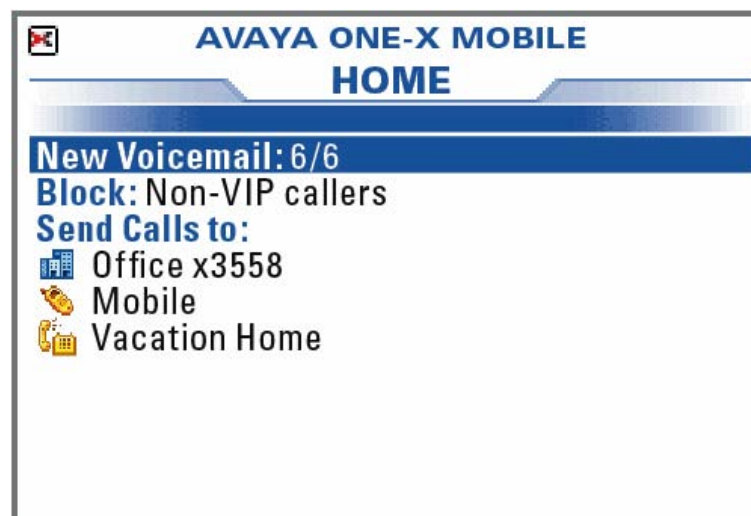 AVAYA ONE-X MOBILE
HOME
New Voicemail: 6/6
Block: Non-VIP callers
Send Calls to:
Office x3558
Mobile
Vacation Home